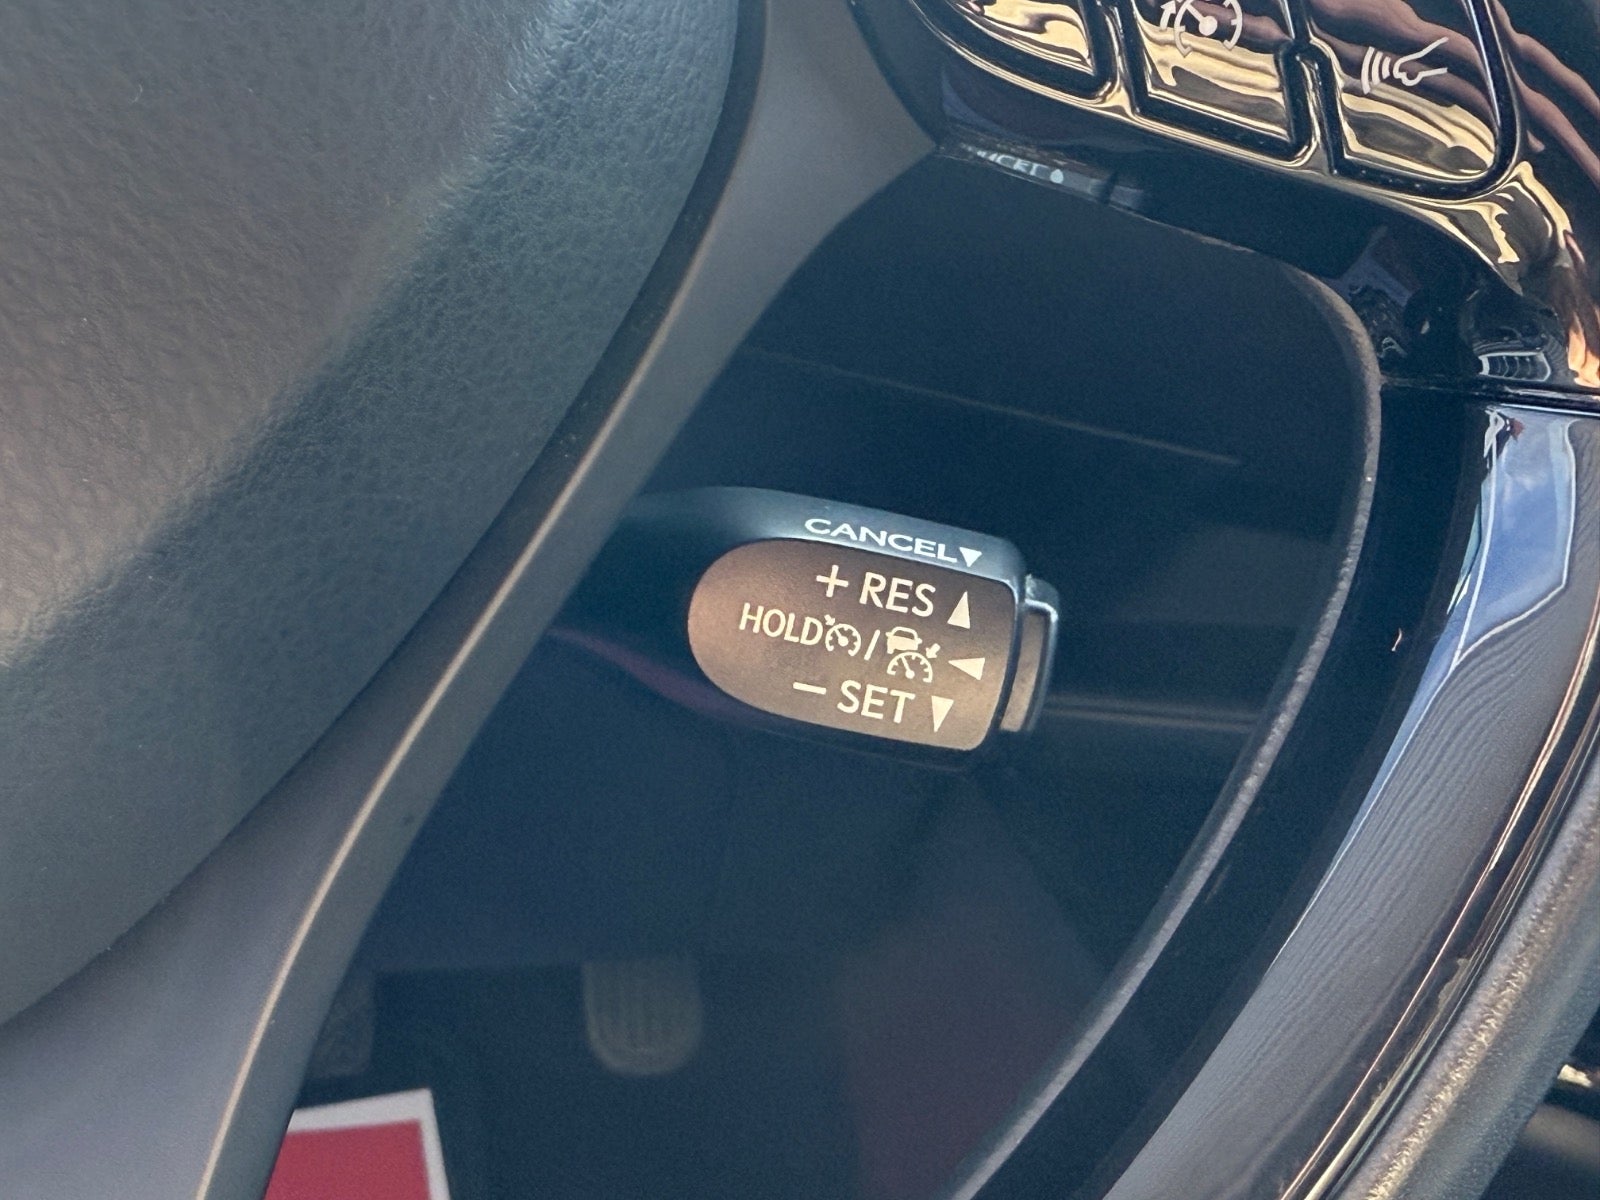 CANCEL▼
+ RES ▲
HOLD / ◀
− SET ▼